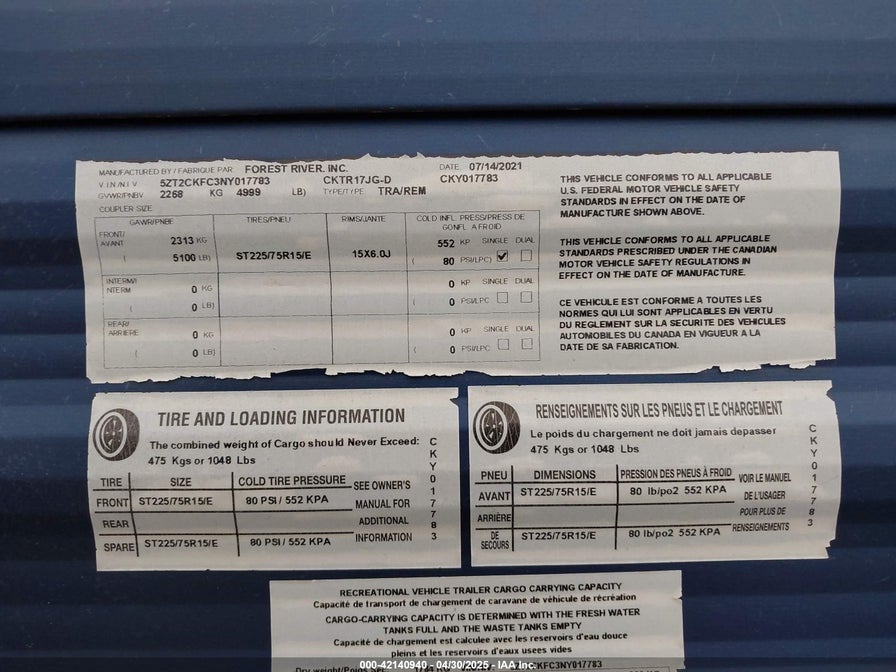 MANUFACTURED BY / FABRIQUE PAR FOREST RIVER. INC. DATE 07/14/2021
V I N / N I V 5ZT2CKFC3NY017783 CKTR17JG-D CKY017783
GVWR/PNBV 2268 KG 4999 LB) TYPE/TYPE TRA/REM
COUPLER SIZE
GAWR/PNBE TIRES/PNEU RIMS/JANTE COLD INFL. PRESS/PRESS DE
GONFL A FROID
FRONT/
AVANT 2313 KG 552 KP SINGLE DUAL
( 5100 LB) ST225/75R15/E 15X6.0J ( 80 PSI/LPC)
INTERM/I
NTERM 0 KG 0 KP SINGLE DUAL
( 0 LB) ( 0 PSI/LPC
REAR/
ARRIERE 0 KG 0 KP SINGLE DUAL
( 0 LB) ( 0 PSI/LPC
THIS VEHICLE CONFORMS TO ALL APPLICABLE
U.S. FEDERAL MOTOR VEHICLE SAFETY
STANDARDS IN EFFECT ON THE DATE OF
MANUFACTURE SHOWN ABOVE.
THIS VEHICLE CONFORMS TO ALL APPLICABLE
STANDARDS PRESCRIBED UNDER THE CANADIAN
MOTOR VEHICLE SAFETY REGULATIONS IN
EFFECT ON THE DATE OF MANUFACTURE.
CE VEHICULE EST CONFORME A TOUTES LES
NORMES QUI LUI SONT APPLICABLES EN VERTU
DU REGLEMENT SUR LA SECURITE DES VEHICULES
AUTOMOBILES DU CANADA EN VIGUEUR A LA
DATE DE SA FABRICATION.
TIRE AND LOADING INFORMATION
The combined weight of Cargo should Never Exceed:
475 Kgs or 1048 Lbs
TIRE SIZE COLD TIRE PRESSURE SEE OWNER'S
FRONT ST225/75R15/E 80 PSI / 552 KPA MANUAL FOR
REAR ADDITIONAL
SPARE ST225/75R15/E 80 PSI / 552 KPA INFORMATION
CKY017783
RENSEIGNEMENTS SUR LES PNEUS ET LE CHARGEMENT
Le poids du chargement ne doit jamais depasser
475 Kgs or 1048 Lbs
PNEU DIMENSIONS PRESSION DES PNEUS À FROID VOIR LE MANUEL
AVANT ST225/75R15/E 80 lb/po2 552 KPA DE L'USAGER
ARRIÈRE POUR PLUS DE
DE
SECOURS ST225/75R15/E 80 lb/po2 552 KPA RENSEIGNEMENTS
CKY017783
RECREATIONAL VEHICLE TRAILER CARGO CARRYING CAPACITY
Capacité de transport de chargement de caravane de véhicule de récréation
CARGO-CARRYING CAPACITY IS DETERMINED WITH THE FRESH WATER
TANKS FULL AND THE WASTE TANKS EMPTY
Capacité de chargement est calculee avec les reservoirs d'eau douce
pleins et les reservoirs d'eaux usees vides
000-42140940 - 04/30/2025 - IAA Inc.